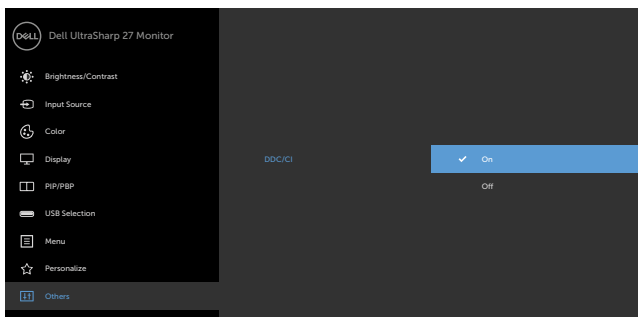 DELL Dell UltraSharp 27 Monitor
Brightness/Contrast
Input Source
Color
Display DDC/CI On
PIP/PBP Off
USB Selection
Menu
Personalize
Others